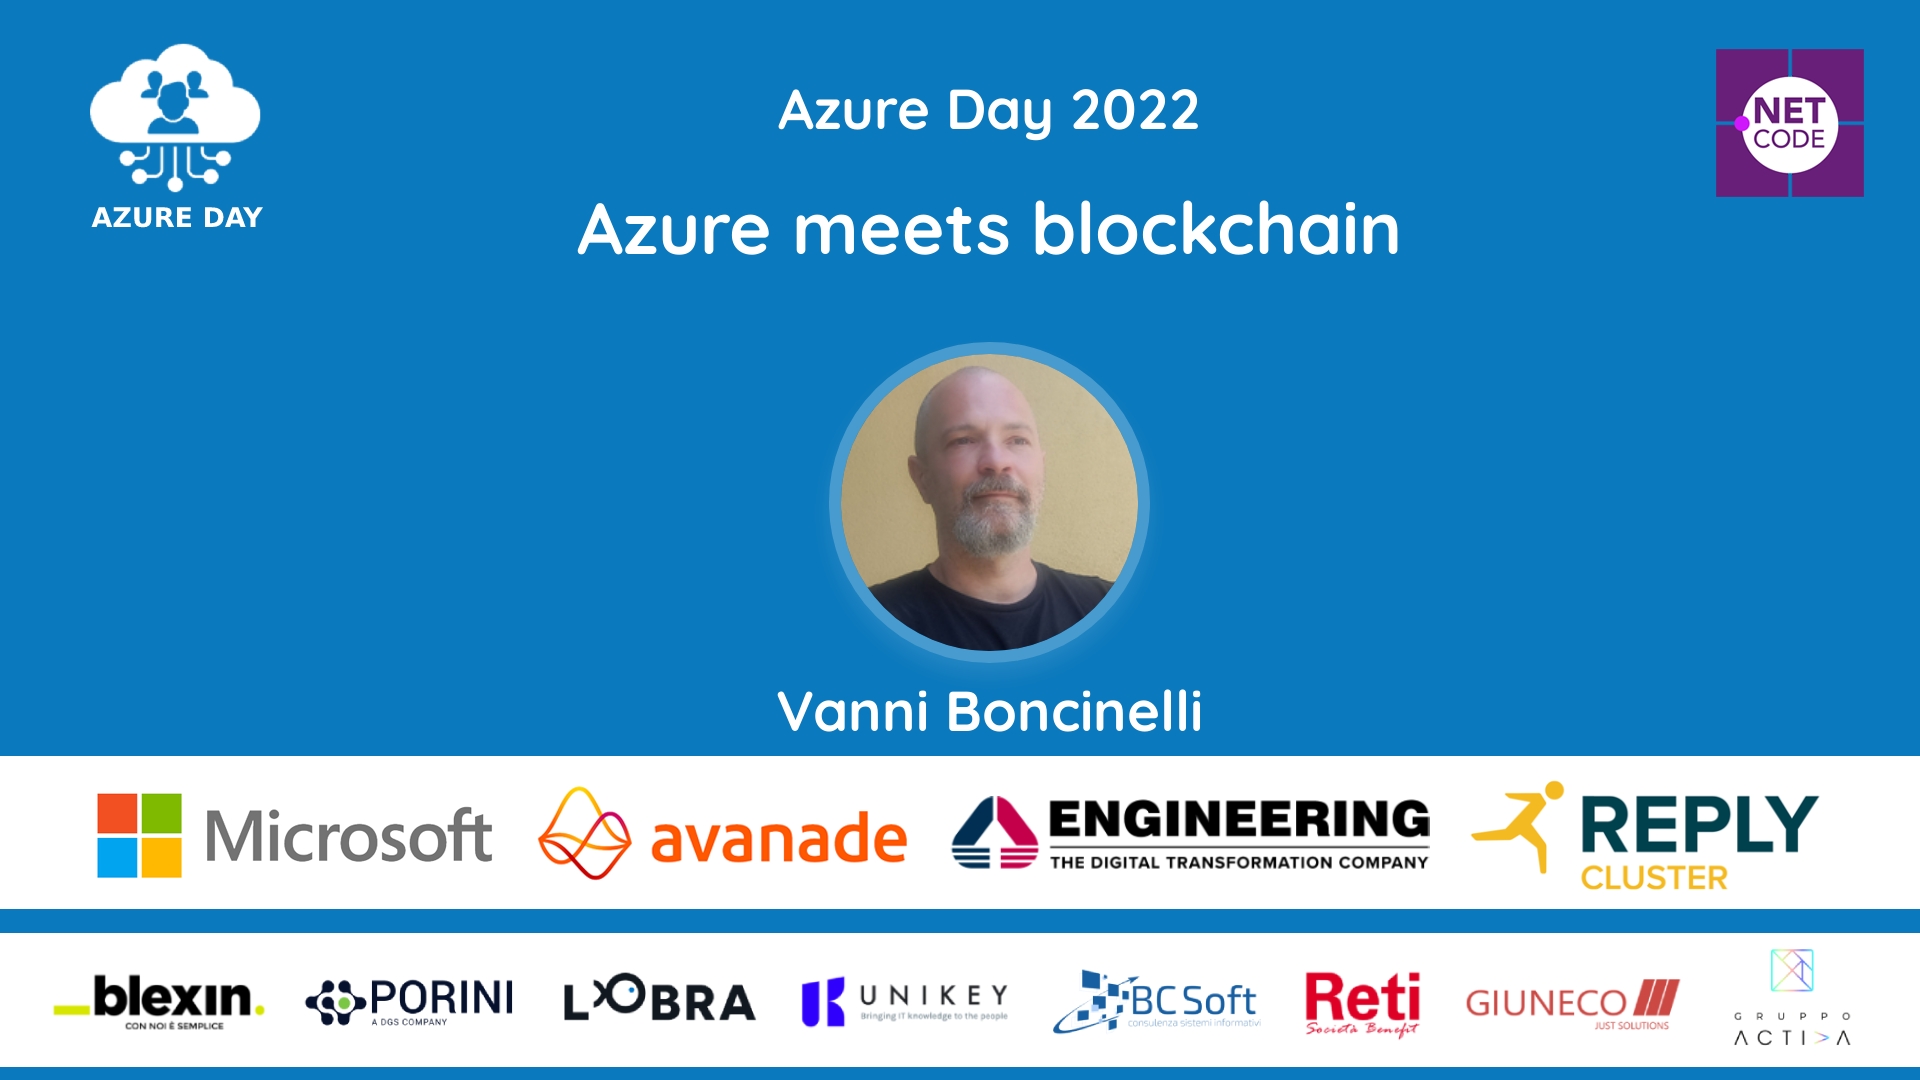 AZURE DAY
Azure Day 2022
NET
CODE
Azure meets blockchain
Vanni Boncinelli
Microsoft
avanade
ENGINEERING
THE DIGITAL TRANSFORMATION COMPANY
REPLY
CLUSTER
blexin.
CON NOI È SEMPLICE
PORINI
A DGS COMPANY
LOBRA
UNIKEY
Bringing IT knowledge to the people
BC Soft
consulenza sistemi informativi
Reti
Società Benefit
GIUNECO
JUST SOLUTIONS
GRUPPO
ACTIVA